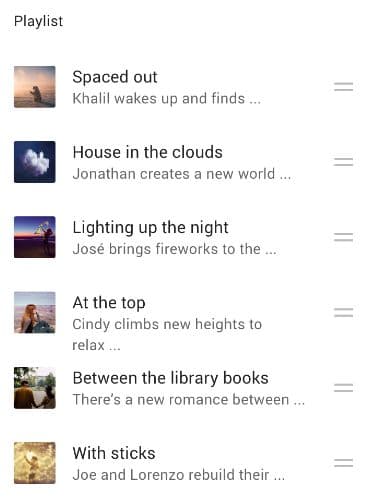 Playlist
Spaced out
Khalil wakes up and finds ...
House in the clouds
Jonathan creates a new world ...
Lighting up the night
José brings fireworks to the ...
At the top
Cindy climbs new heights to
relax ...
Between the library books
There's a new romance between ...
With sticks
Joe and Lorenzo rebuild their ...